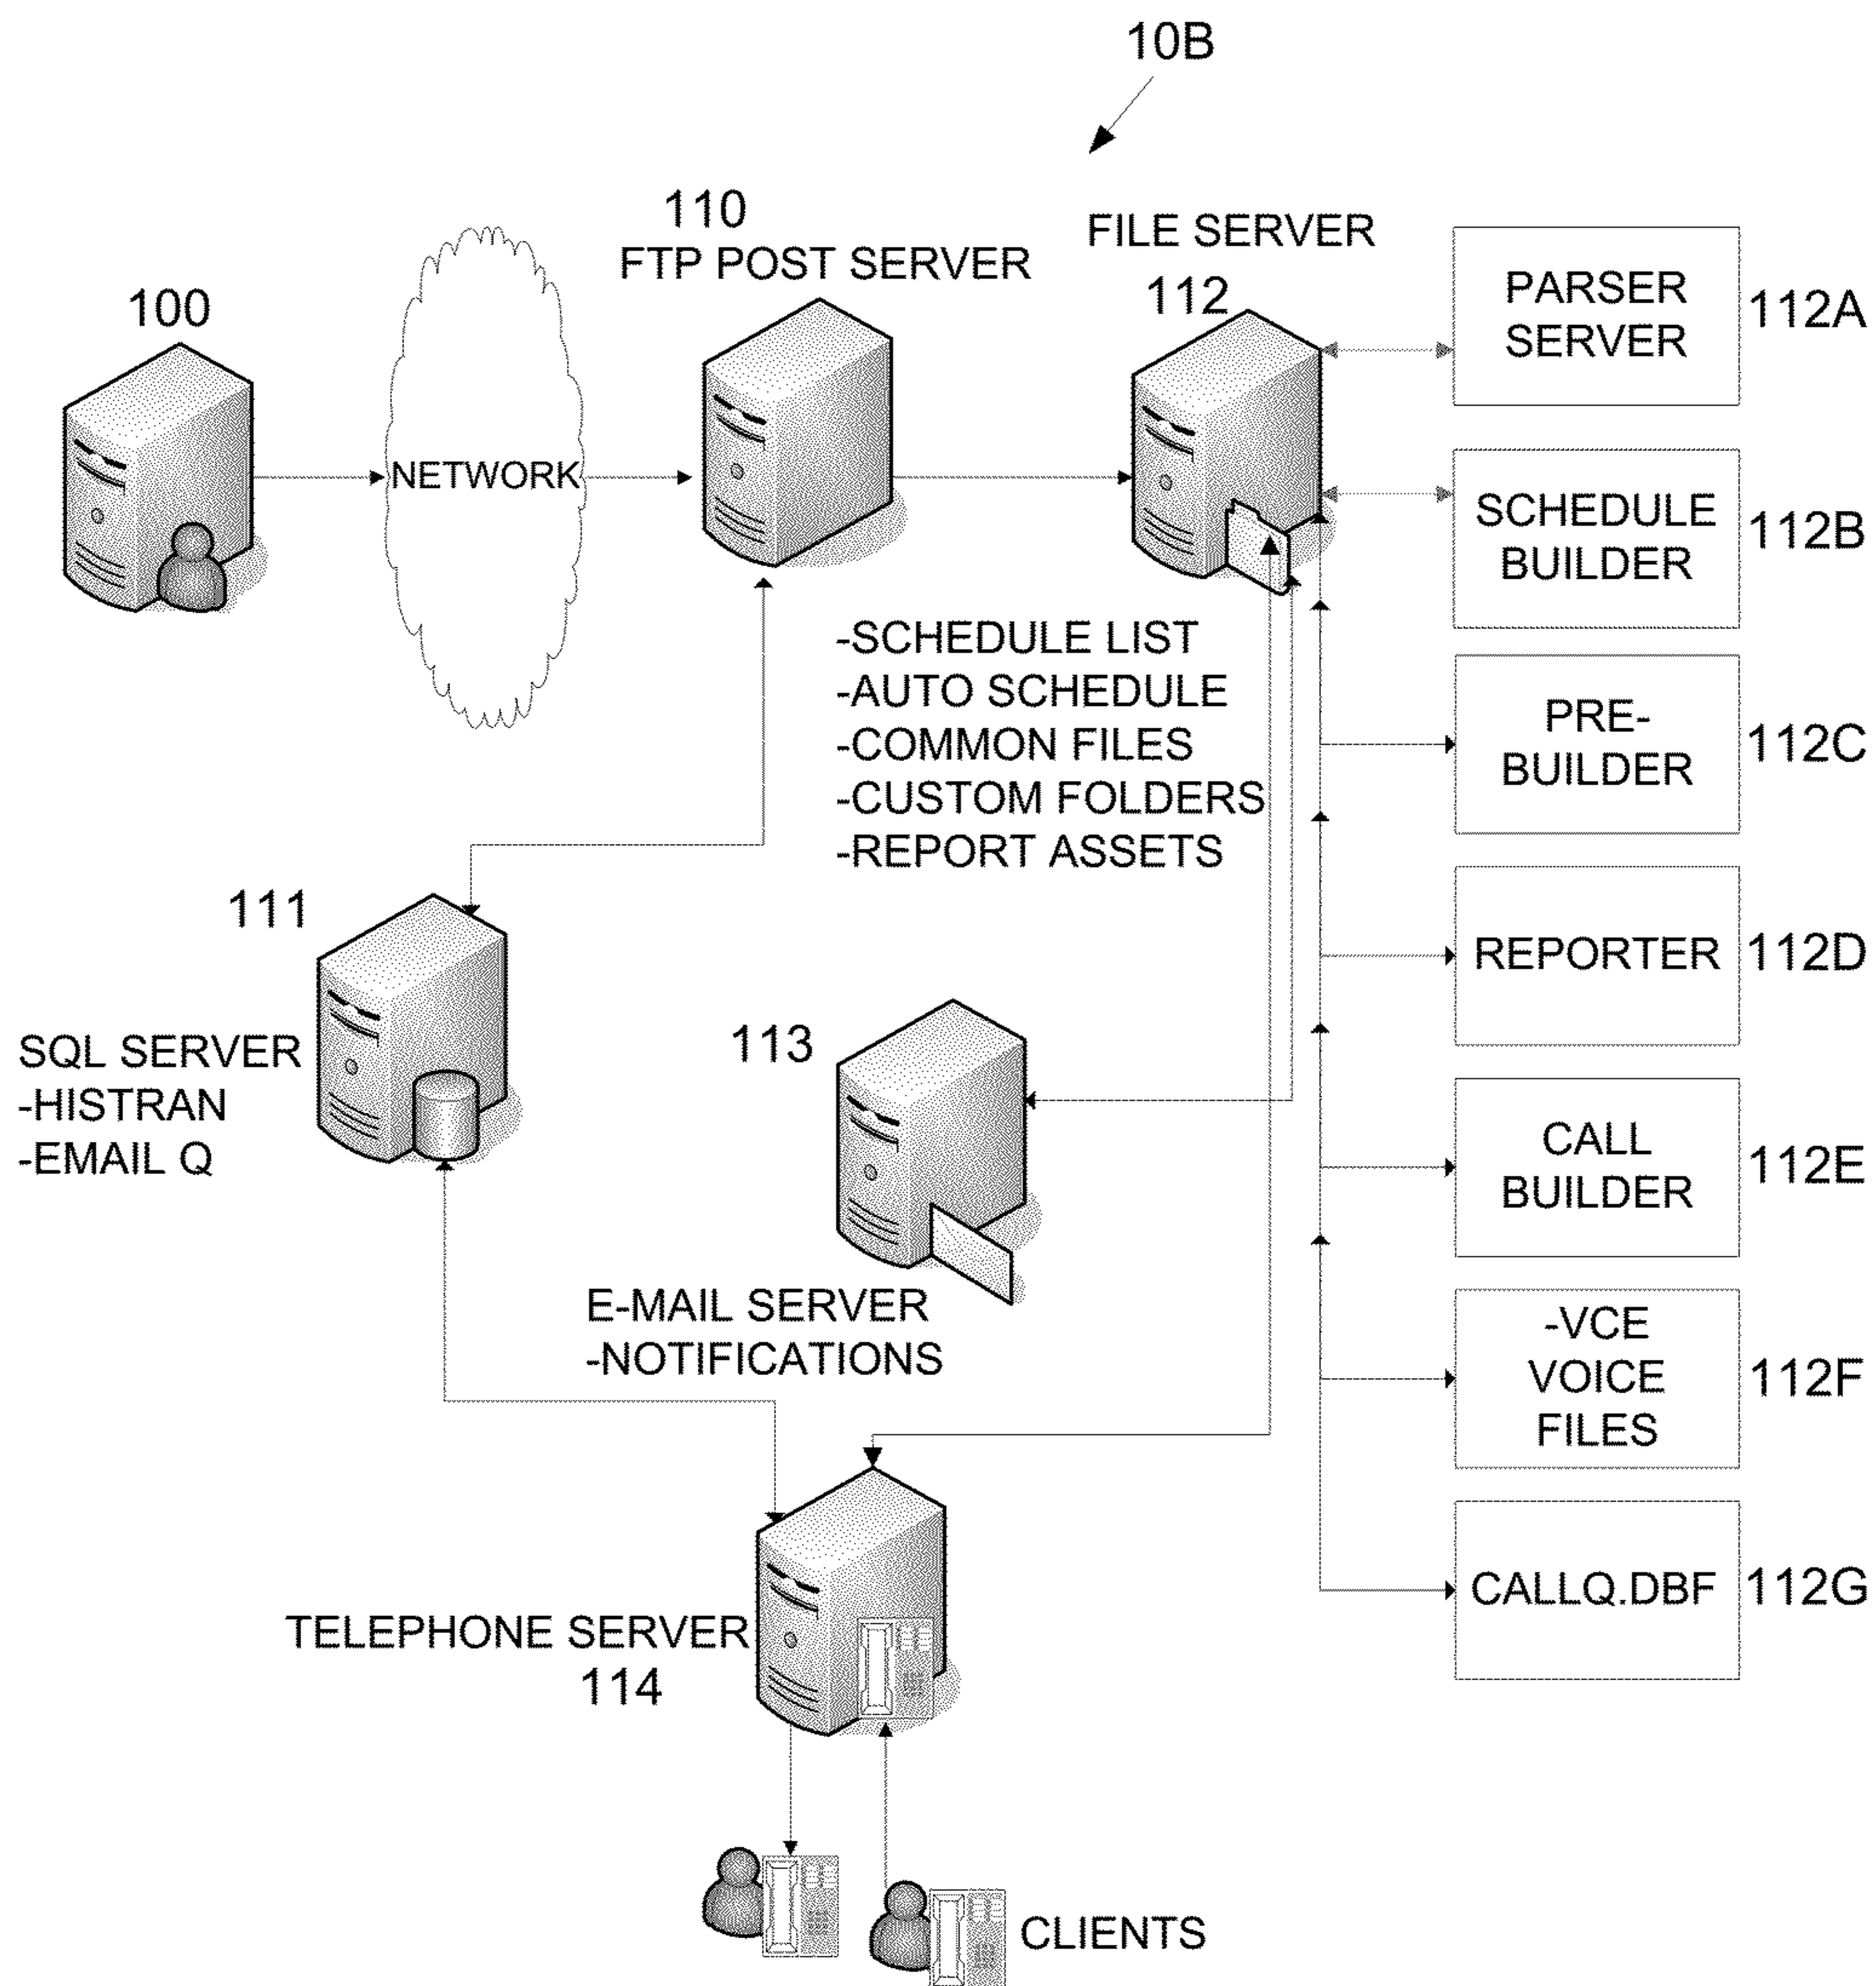 10B
110
FTP POST SERVER
FILE SERVER
112
100
NETWORK
PARSER
SERVER
112A
SCHEDULE
BUILDER
112B
-SCHEDULE LIST
-AUTO SCHEDULE
-COMMON FILES
-CUSTOM FOLDERS
-REPORT ASSETS
PRE-
BUILDER
112C
111
SQL SERVER
-HISTRAN
-EMAIL Q
REPORTER
112D
113
E-MAIL SERVER
-NOTIFICATIONS
CALL
BUILDER
112E
-VCE
VOICE
FILES
112F
CALLQ.DBF
112G
TELEPHONE SERVER
114
CLIENTS